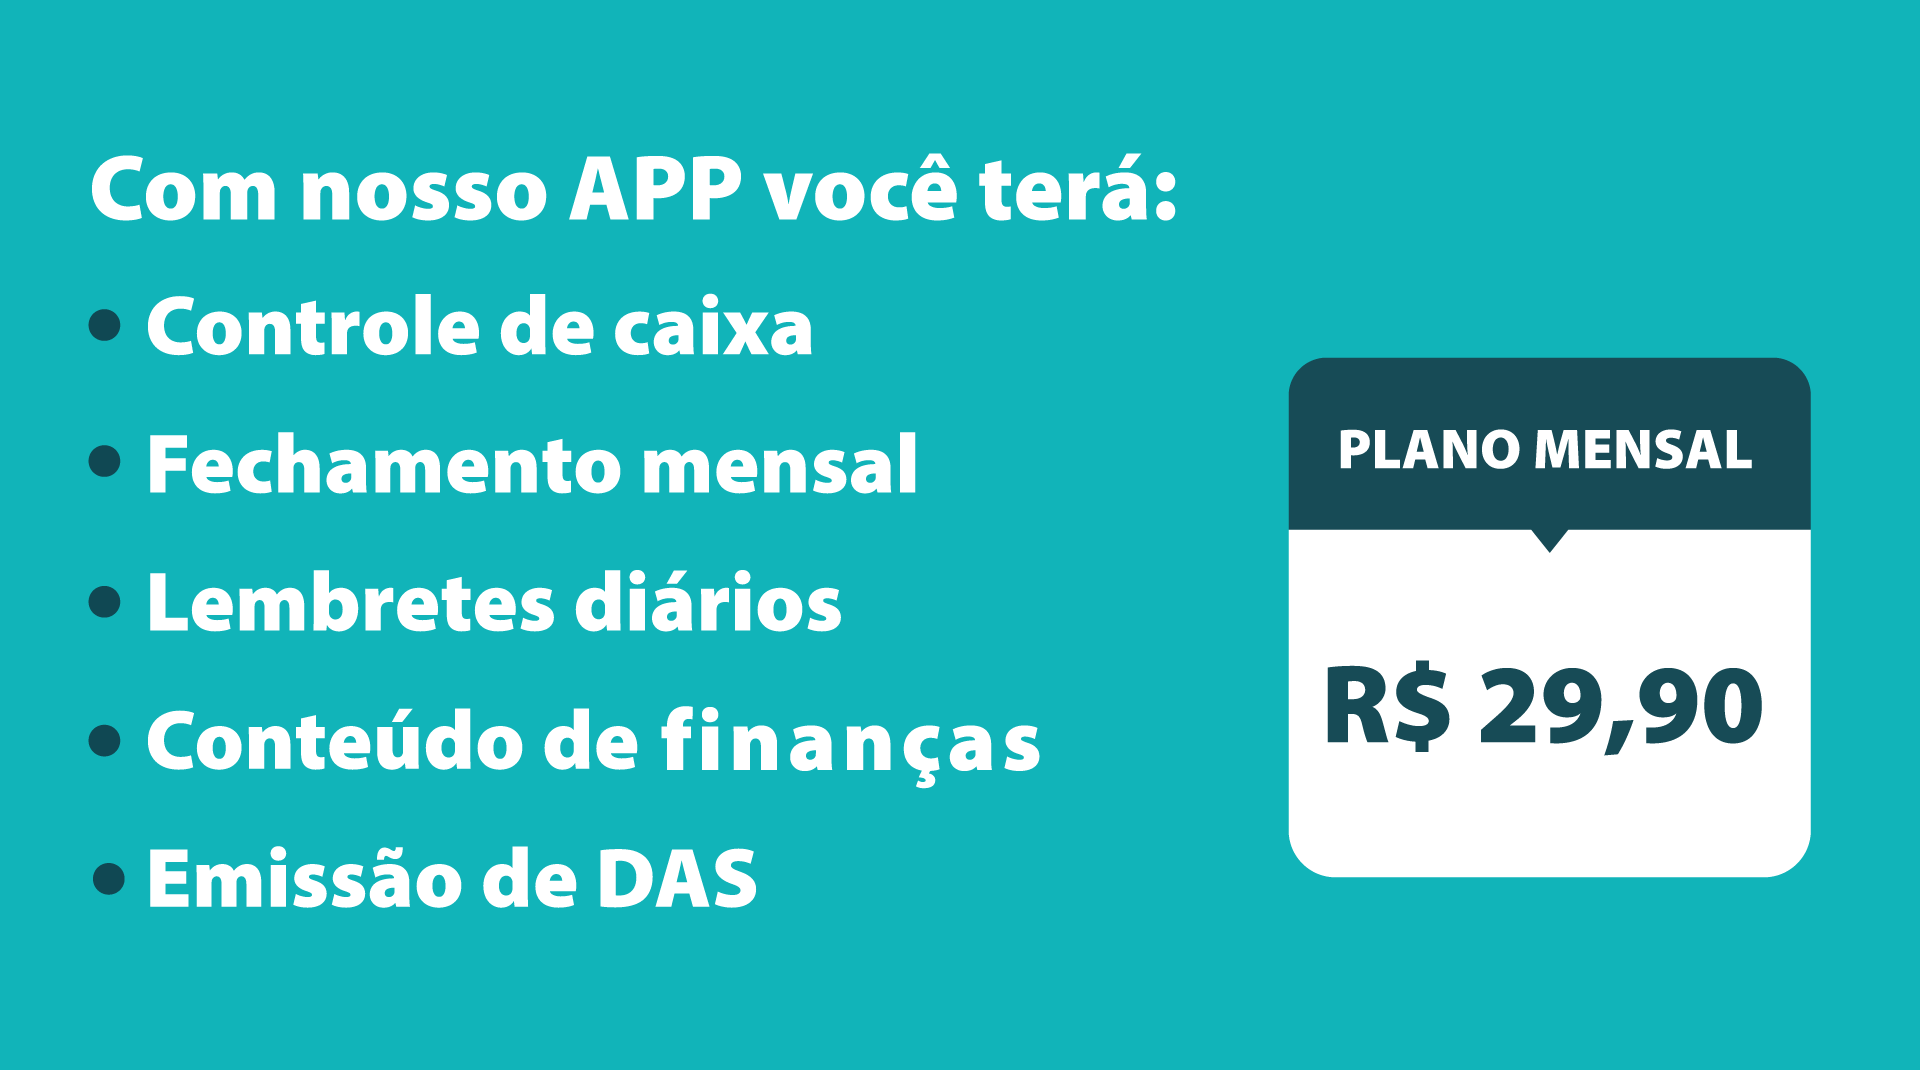 Com nosso APP você terá:
• Controle de caixa
• Fechamento mensal
• Lembretes diários
• Conteúdo de finanças
• Emissão de DAS
PLANO MENSAL
R$ 29,90